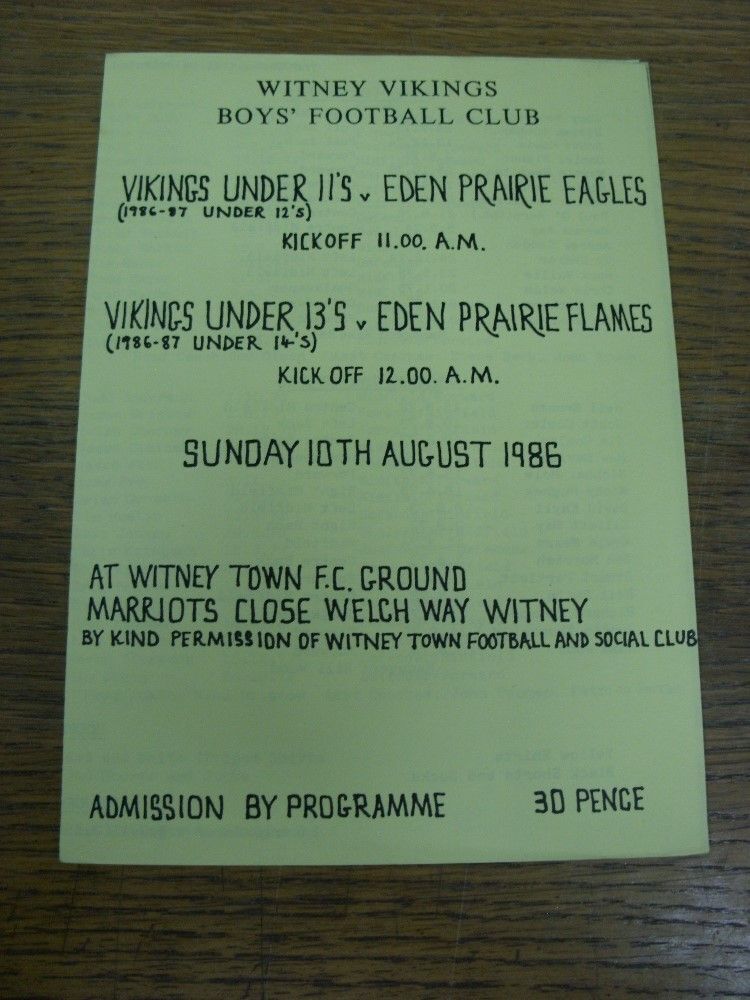 WITNEY VIKINGS
BOYS' FOOTBALL CLUB
VIKINGS UNDER 11'S v EDEN PRAIRIE EAGLES
(1986-87 UNDER 12'S)
KICKOFF 11.00. A.M.
VIKINGS UNDER 13'S v EDEN PRAIRIE FLAMES
(1986-87 UNDER 14'S)
KICK OFF 12.00. A.M.
SUNDAY 10TH AUGUST 1986
AT WITNEY TOWN F.C. GROUND
MARRIOTS CLOSE WELCH WAY WITNEY
BY KIND PERMISSION OF WITNEY TOWN FOOTBALL AND SOCIAL CLUB
ADMISSION BY PROGRAMME 30 PENCE